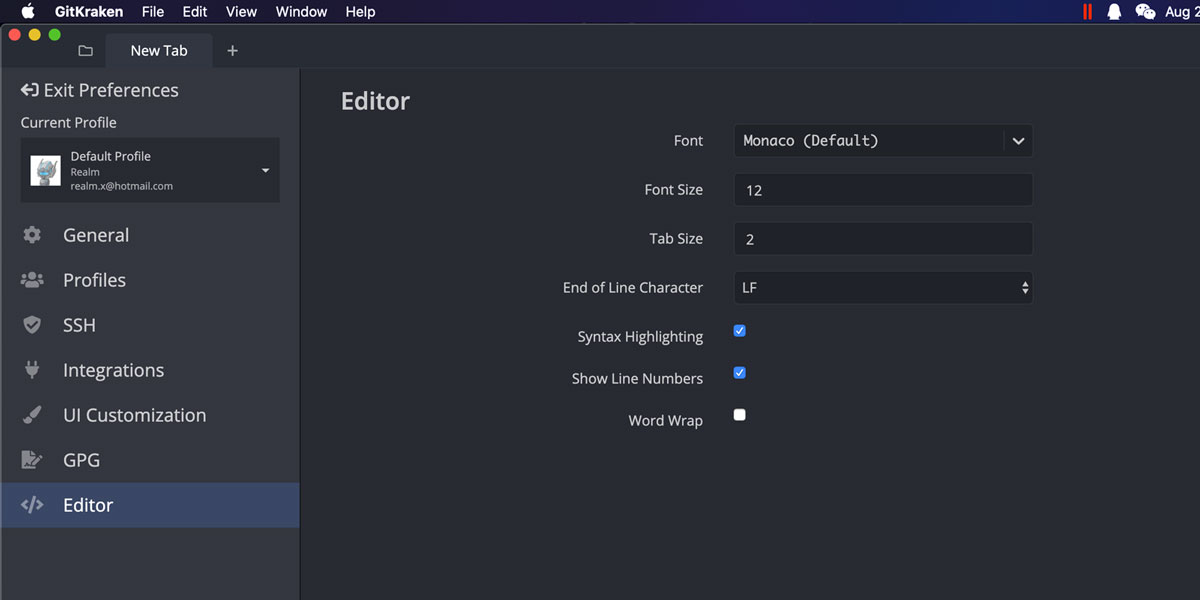 GitKraken File Edit View Window Help Aug 2
New Tab +
Exit Preferences
Current Profile
Default Profile
Realm
realm.x@hotmail.com
General
Profiles
SSH
Integrations
UI Customization
GPG
Editor
Editor
Font Monaco (Default)
Font Size 12
Tab Size 2
End of Line Character LF
Syntax Highlighting
Show Line Numbers
Word Wrap